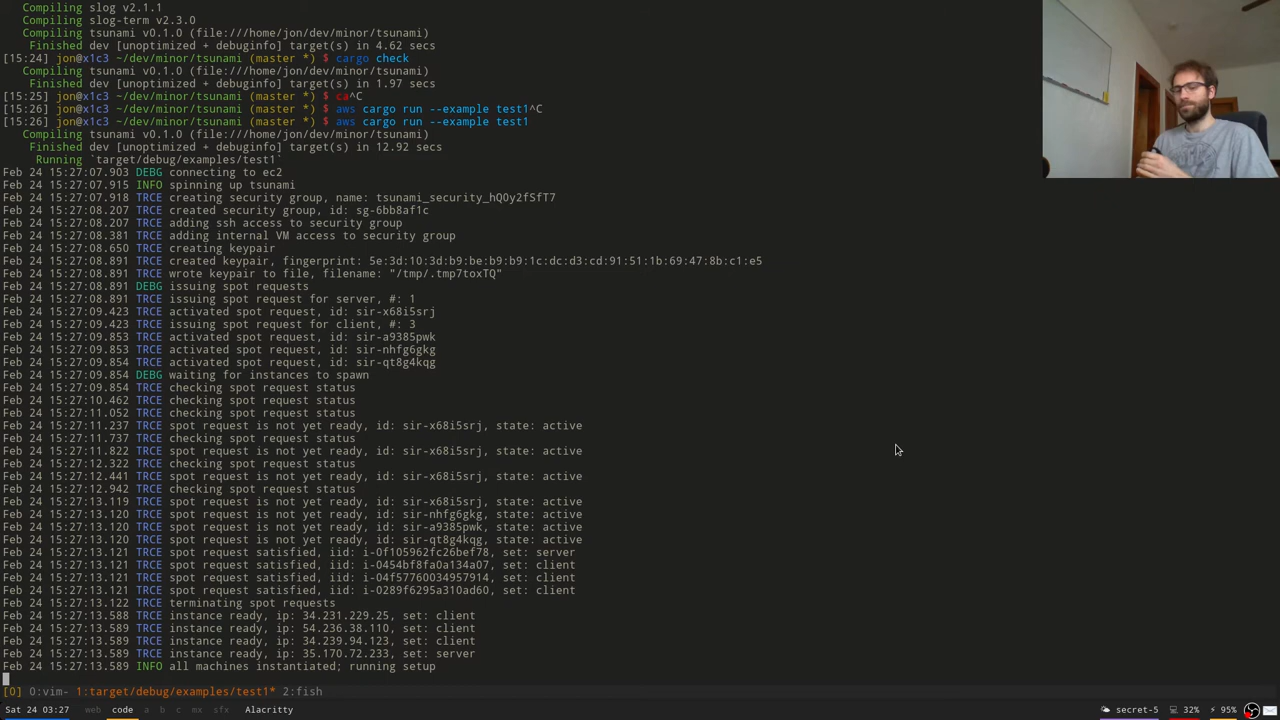 Compiling slog v2.1.1
Compiling slog-term v2.3.0
Compiling tsunami v0.1.0 (file:///home/jon/dev/minor/tsunami)
Finished dev [unoptimized + debuginfo] target(s) in 4.62 secs
[15:24] jon@x1c3 ~/dev/minor/tsunami (master *) $ cargo check
Compiling tsunami v0.1.0 (file:///home/jon/dev/minor/tsunami)
Finished dev [unoptimized + debuginfo] target(s) in 1.97 secs
[15:25] jon@x1c3 ~/dev/minor/tsunami (master *) $ ca^C
[15:26] jon@x1c3 ~/dev/minor/tsunami (master *) $ aws cargo run --example test1^C
[15:26] jon@x1c3 ~/dev/minor/tsunami (master *) $ aws cargo run --example test1
Compiling tsunami v0.1.0 (file:///home/jon/dev/minor/tsunami)
Finished dev [unoptimized + debuginfo] target(s) in 12.92 secs
Running `target/debug/examples/test1`
Feb 24 15:27:07.903 DEBG connecting to ec2
Feb 24 15:27:07.915 INFO spinning up tsunami
Feb 24 15:27:07.918 TRCE creating security group, name: tsunami_security_hQ0y2fSfT7
Feb 24 15:27:08.207 TRCE created security group, id: sg-6bb8af1c
Feb 24 15:27:08.207 TRCE adding ssh access to security group
Feb 24 15:27:08.381 TRCE adding internal VM access to security group
Feb 24 15:27:08.650 TRCE creating keypair
Feb 24 15:27:08.891 TRCE created keypair, fingerprint: 5e:3d:10:3d:b9:be:b9:b9:1c:dc:d3:cd:91:51:1b:69:47:8b:c1:e5
Feb 24 15:27:08.891 TRCE wrote keypair to file, filename: "/tmp/.tmp7toxTQ"
Feb 24 15:27:08.891 DEBG issuing spot requests
Feb 24 15:27:08.891 TRCE issuing spot request for server, #: 1
Feb 24 15:27:09.423 TRCE activated spot request, id: sir-x68i5srj
Feb 24 15:27:09.423 TRCE issuing spot request for client, #: 3
Feb 24 15:27:09.853 TRCE activated spot request, id: sir-a9385pwk
Feb 24 15:27:09.853 TRCE activated spot request, id: sir-nhfg6gkg
Feb 24 15:27:09.854 TRCE activated spot request, id: sir-qt8g4kqg
Feb 24 15:27:09.854 DEBG waiting for instances to spawn
Feb 24 15:27:09.854 TRCE checking spot request status
Feb 24 15:27:10.462 TRCE checking spot request status
Feb 24 15:27:11.052 TRCE checking spot request status
Feb 24 15:27:11.237 TRCE spot request is not yet ready, id: sir-x68i5srj, state: active
Feb 24 15:27:11.737 TRCE checking spot request status
Feb 24 15:27:11.822 TRCE spot request is not yet ready, id: sir-x68i5srj, state: active
Feb 24 15:27:12.322 TRCE checking spot request status
Feb 24 15:27:12.441 TRCE spot request is not yet ready, id: sir-x68i5srj, state: active
Feb 24 15:27:12.942 TRCE checking spot request status
Feb 24 15:27:13.119 TRCE spot request is not yet ready, id: sir-x68i5srj, state: active
Feb 24 15:27:13.120 TRCE spot request is not yet ready, id: sir-nhfg6gkg, state: active
Feb 24 15:27:13.120 TRCE spot request is not yet ready, id: sir-a9385pwk, state: active
Feb 24 15:27:13.120 TRCE spot request is not yet ready, id: sir-qt8g4kqg, state: active
Feb 24 15:27:13.121 TRCE spot request satisfied, iid: i-0f105962fc26bef78, set: server
Feb 24 15:27:13.121 TRCE spot request satisfied, iid: i-0454bf8fa0a134a07, set: client
Feb 24 15:27:13.121 TRCE spot request satisfied, iid: i-04f57760034957914, set: client
Feb 24 15:27:13.121 TRCE spot request satisfied, iid: i-0289f6295a310ad60, set: client
Feb 24 15:27:13.122 TRCE terminating spot requests
Feb 24 15:27:13.588 TRCE instance ready, ip: 34.231.229.25, set: client
Feb 24 15:27:13.589 TRCE instance ready, ip: 54.236.38.110, set: client
Feb 24 15:27:13.589 TRCE instance ready, ip: 34.239.94.123, set: client
Feb 24 15:27:13.589 TRCE instance ready, ip: 35.170.72.233, set: server
Feb 24 15:27:13.589 INFO all machines instantiated; running setup
[0] 0:vim- 1:target/debug/examples/test1* 2:fish
Sat 24 03:27 web code a b c mx sfx Alacritty secret-5 32% 95%